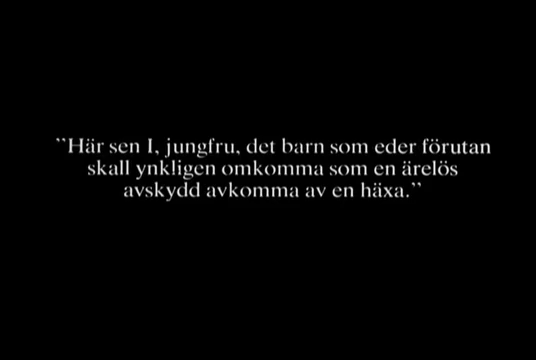 ”Här sen I, jungfru, det barn som eder förutan
skall ynkligen omkomma som en ärelös
avskydd avkomma av en häxa.”